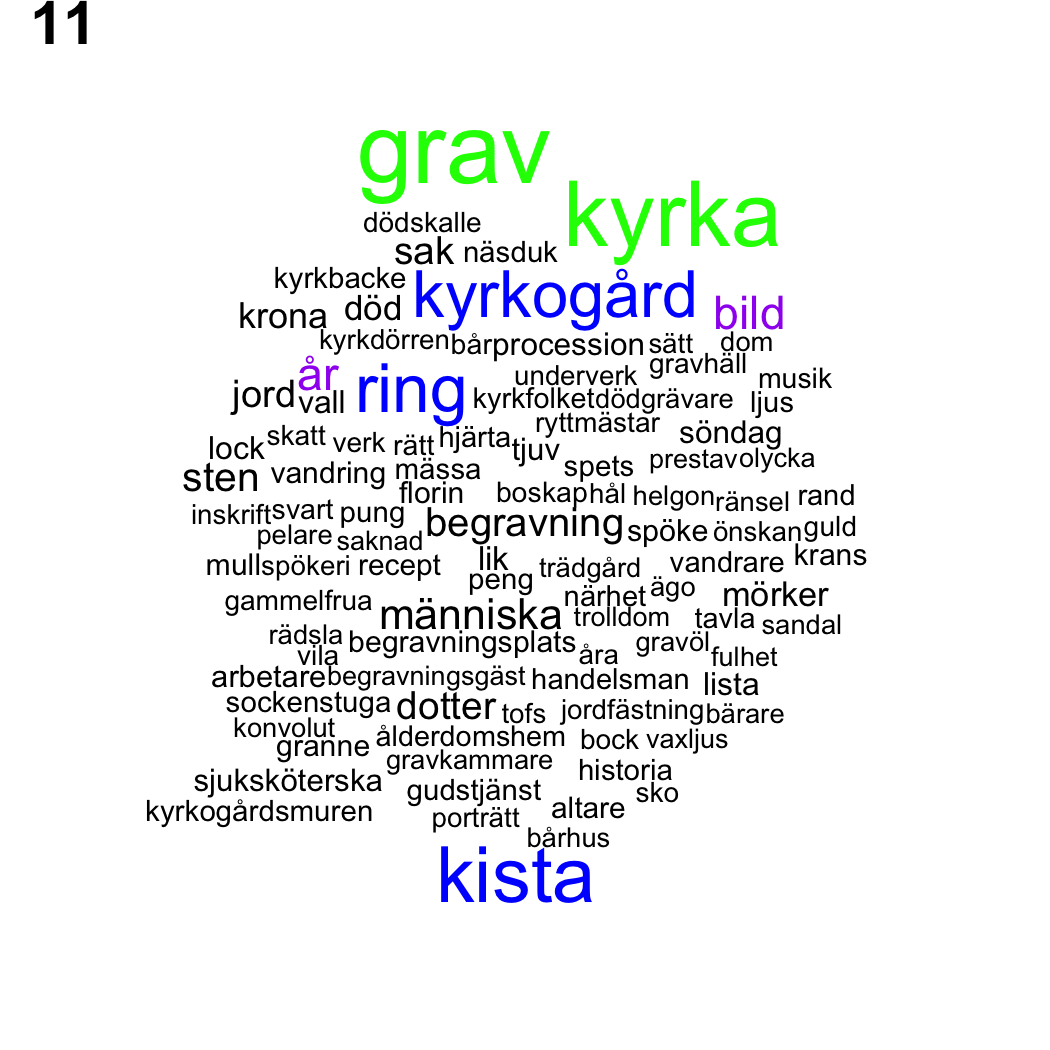 11
grav
kyrka
dödskalle
sak näsduk
kyrkbacke
kyrkogård
bild
krona död
kyrkdörren bårprocession sätt dom
gravhäll
år
underverk musik
jord vall ring kyrkfolket dödgrävare ljus
ryttmästar
söndag
lock skatt verk rätt hjärta tjuv
prestav olycka
sten vandring mässa spets
florin boskap hål helgon ränsel rand
inskrift svart pung
begravning spöke önskan guld
pelare saknad
krans
mull spökeri recept lik trädgård vandrare
peng
närhet ägo mörker
gammelfrua människa trolldom tavla sandal
rädsla begravningsplats gravöl
vila åra fulhet
arbetare begravningsgäst handelsman lista
sockenstuga dotter tofs jordfästning bärare
konvolut ålderdomshem bock vaxljus
granne
gravkammare historia
sjuksköterska gudstjänst sko
kyrkogårdsmuren porträtt altare
bårhus
kista